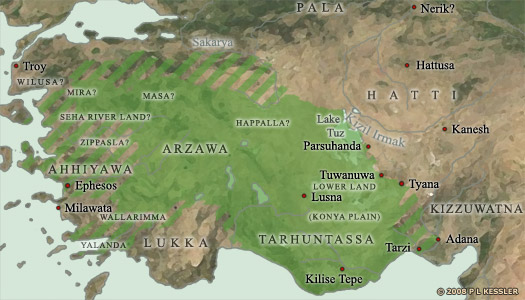 PALA
Nerik?
Sakarya
Troy
Hattusa
WILUSA?
MIRA?
MASA?
HATTI
SEHA RIVER LAND?
HAPPALLA?
Lake
Tuz
Kizil Irmak
Kanesh
ZIPPASLA?
ARZAWA
Parsuhanda
AHHIYAWA
Tuwanuwa
Ephesos
LOWER LAND
Tyana
Lusna
Milawata
WALLARIMMA
(KONYA PLAIN)
KIZZUWATNA
YALANDA
LUKKA
TARHUNTASSA
Tarzi
Adana
Kilise Tepe
© 2008 P L KESSLER